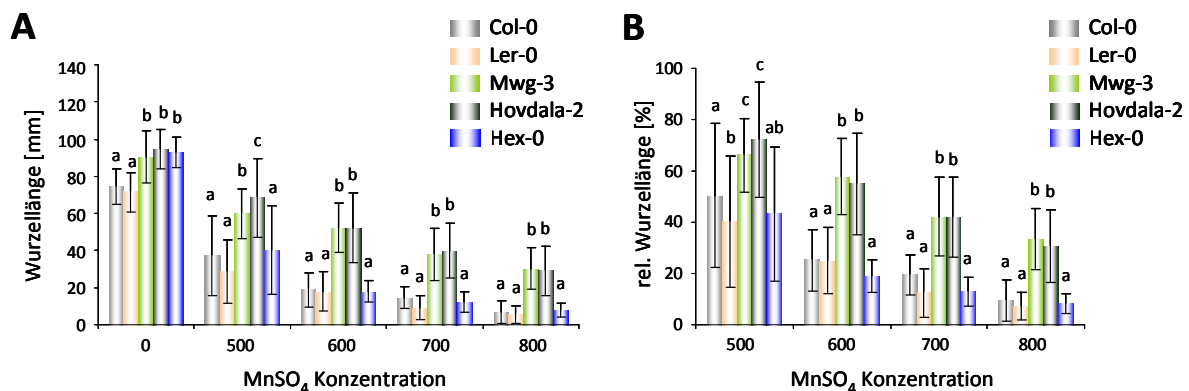 A
Col-0
Ler-0
Mwg-3
Hovdala-2
Hex-0
Wurzellänge [mm]
140
120
100
80
60
40
20
0
a a b b b
a a b c a
a a b b a
a a b b a
a a b b a
0 500 600 700 800
MnSO₄ Konzentration
B
Col-0
Ler-0
Mwg-3
Hovdala-2
Hex-0
rel. Wurzellänge [%]
100
80
60
40
20
0
a b c c ab
a a b b a
a a b b a
a a b b a
500 600 700 800
MnSO₄ Konzentration